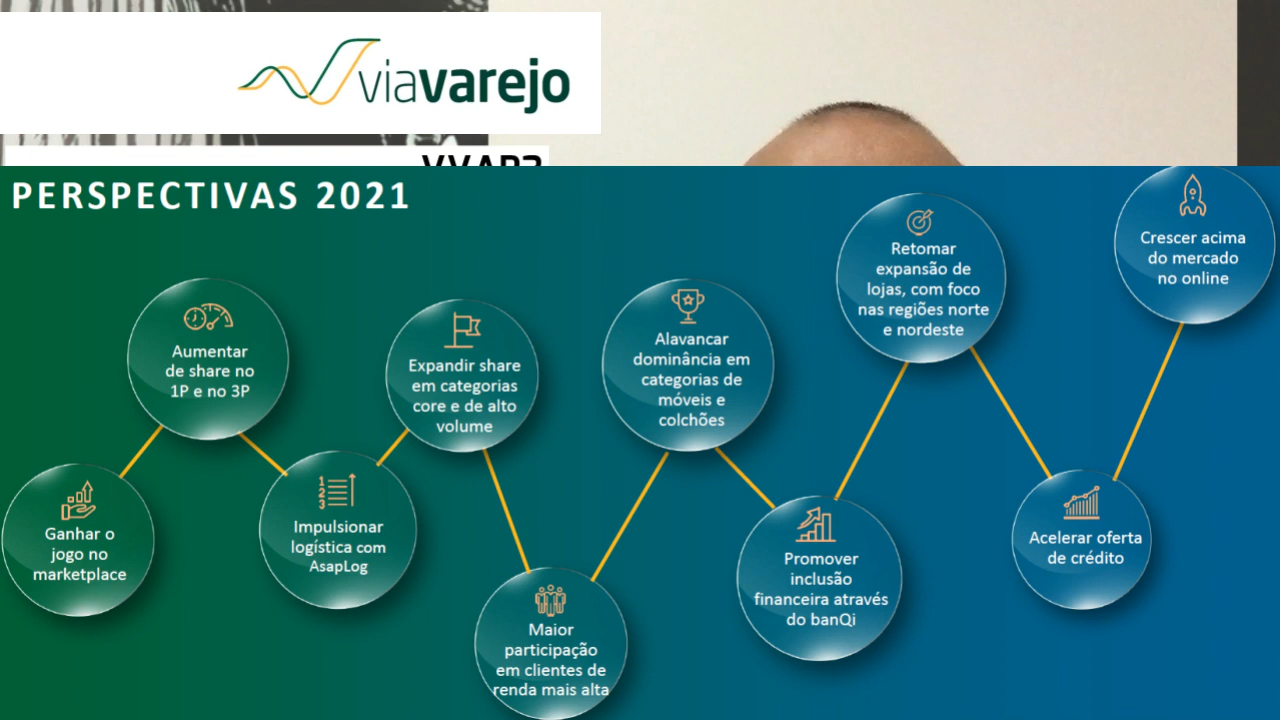 viavarejo
PERSPECTIVAS 2021
Ganhar o
jogo no
marketplace
Aumentar
de share no
1P e no 3P
1
2
3
Impulsionar
logística com
AsapLog
Expandir share
em categorias
core e de alto
volume
Maior
participação
em clientes de
renda mais alta
Alavancar
dominância em
categorias de
móveis e
colchões
Promover
inclusão
financeira através
do banQi
Retomar
expansão de
lojas, com foco
nas regiões norte
e nordeste
Acelerar oferta
de crédito
Crescer acima
do mercado
no online